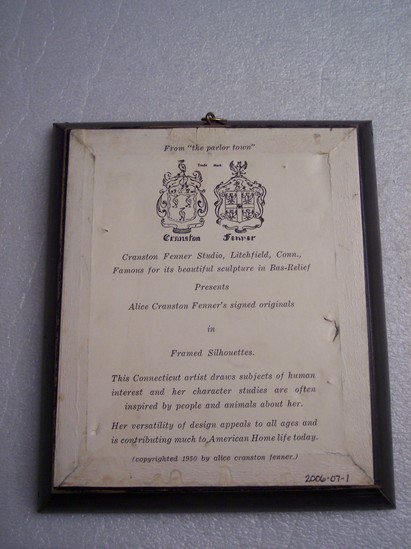 From "the parlor town"
Trade Mark
Cranston Fenner
Cranston Fenner Studio, Litchfield, Conn.,
Famous for its beautiful sculpture in Bas-Relief
Presents
Alice Cranston Fenner's signed originals
in
Framed Silhouettes.
This Connecticut artist draws subjects of human
interest and her character studies are often
inspired by people and animals about her.
Her versatility of design appeals to all ages and
is contributing much to American Home life today.
(copyrighted 1950 by alice cranston fenner.)
2006-07-1